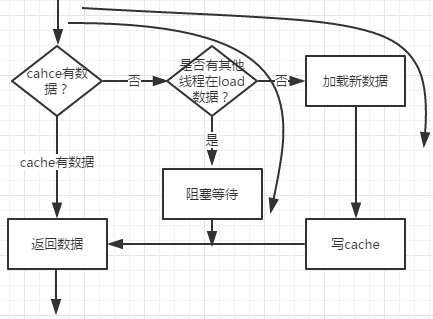 cahce有数
据？
否
是否有其他
线程在load
数据？
否
加载新数据
是
cache有数据
阻塞等待
返回数据
写cache